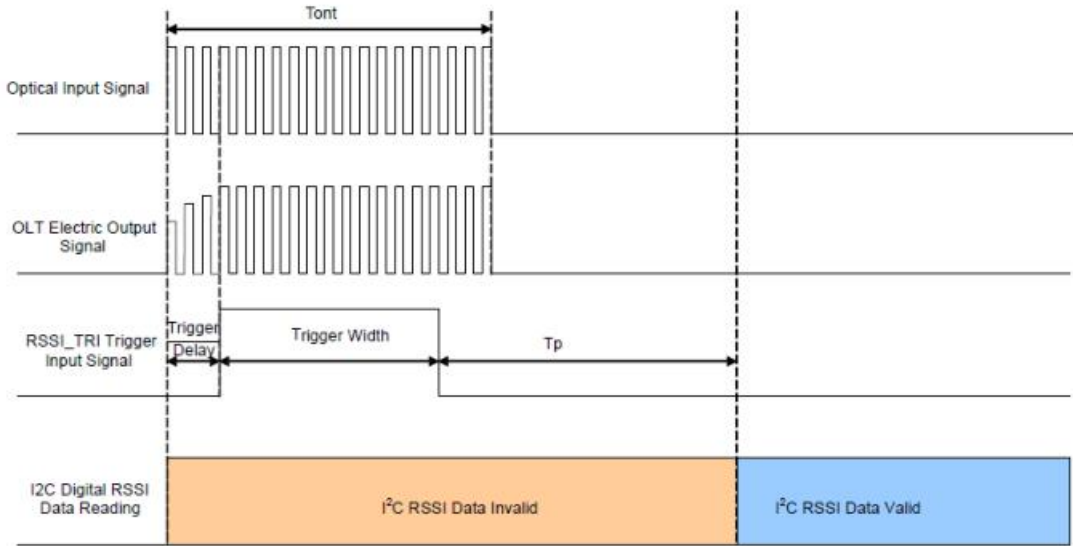 Tont
Optical Input Signal
OLT Electric Output
Signal
RSSI_TRI Trigger
Input Signal
Trigger
Delay
Trigger Width
Tp
I2C Digital RSSI
Data Reading
I²C RSSI Data Invalid
I²C RSSI Data Valid